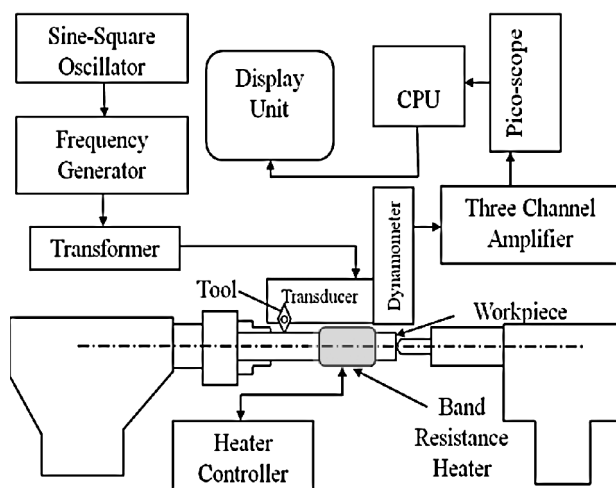 Sine-Square
Oscillator
Frequency
Generator
Transformer
Display
Unit
CPU
Pico-scope
Three Channel
Amplifier
Dynamometer
Transducer
Tool
Workpiece
Band
Resistance
Heater
Heater
Controller